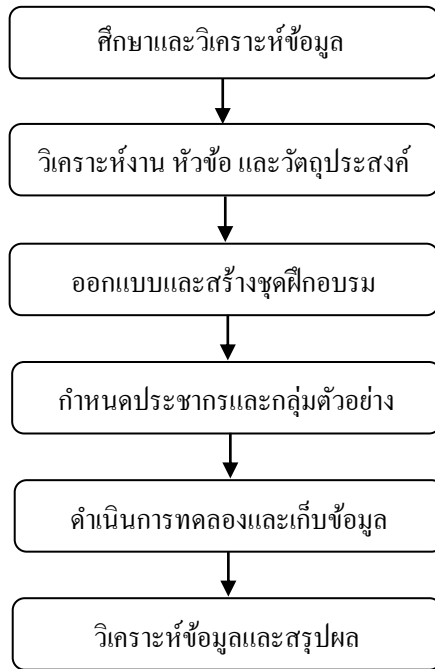 ศึกษาและวิเคราะห์ข้อมูล
วิเคราะห์งาน หัวข้อ และวัตถุประสงค์
ออกแบบและสร้างชุดฝึกอบรม
กำหนดประชากรและกลุ่มตัวอย่าง
ดำเนินการทดลองและเก็บข้อมูล
วิเคราะห์ข้อมูลและสรุปผล